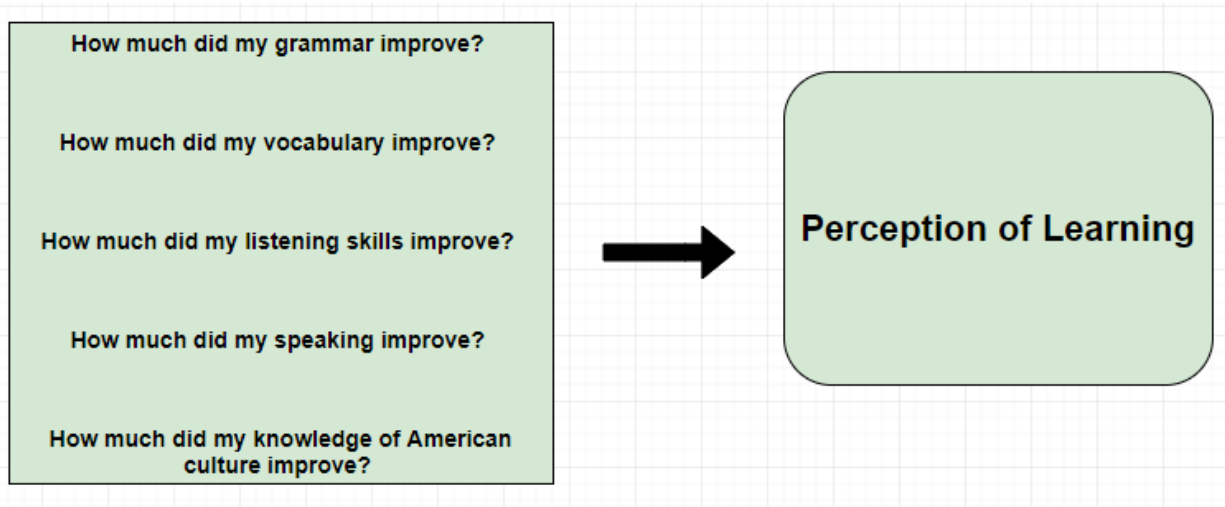 How much did my grammar improve?
How much did my vocabulary improve?
How much did my listening skills improve?
How much did my speaking improve?
How much did my knowledge of American
culture improve?
Perception of Learning